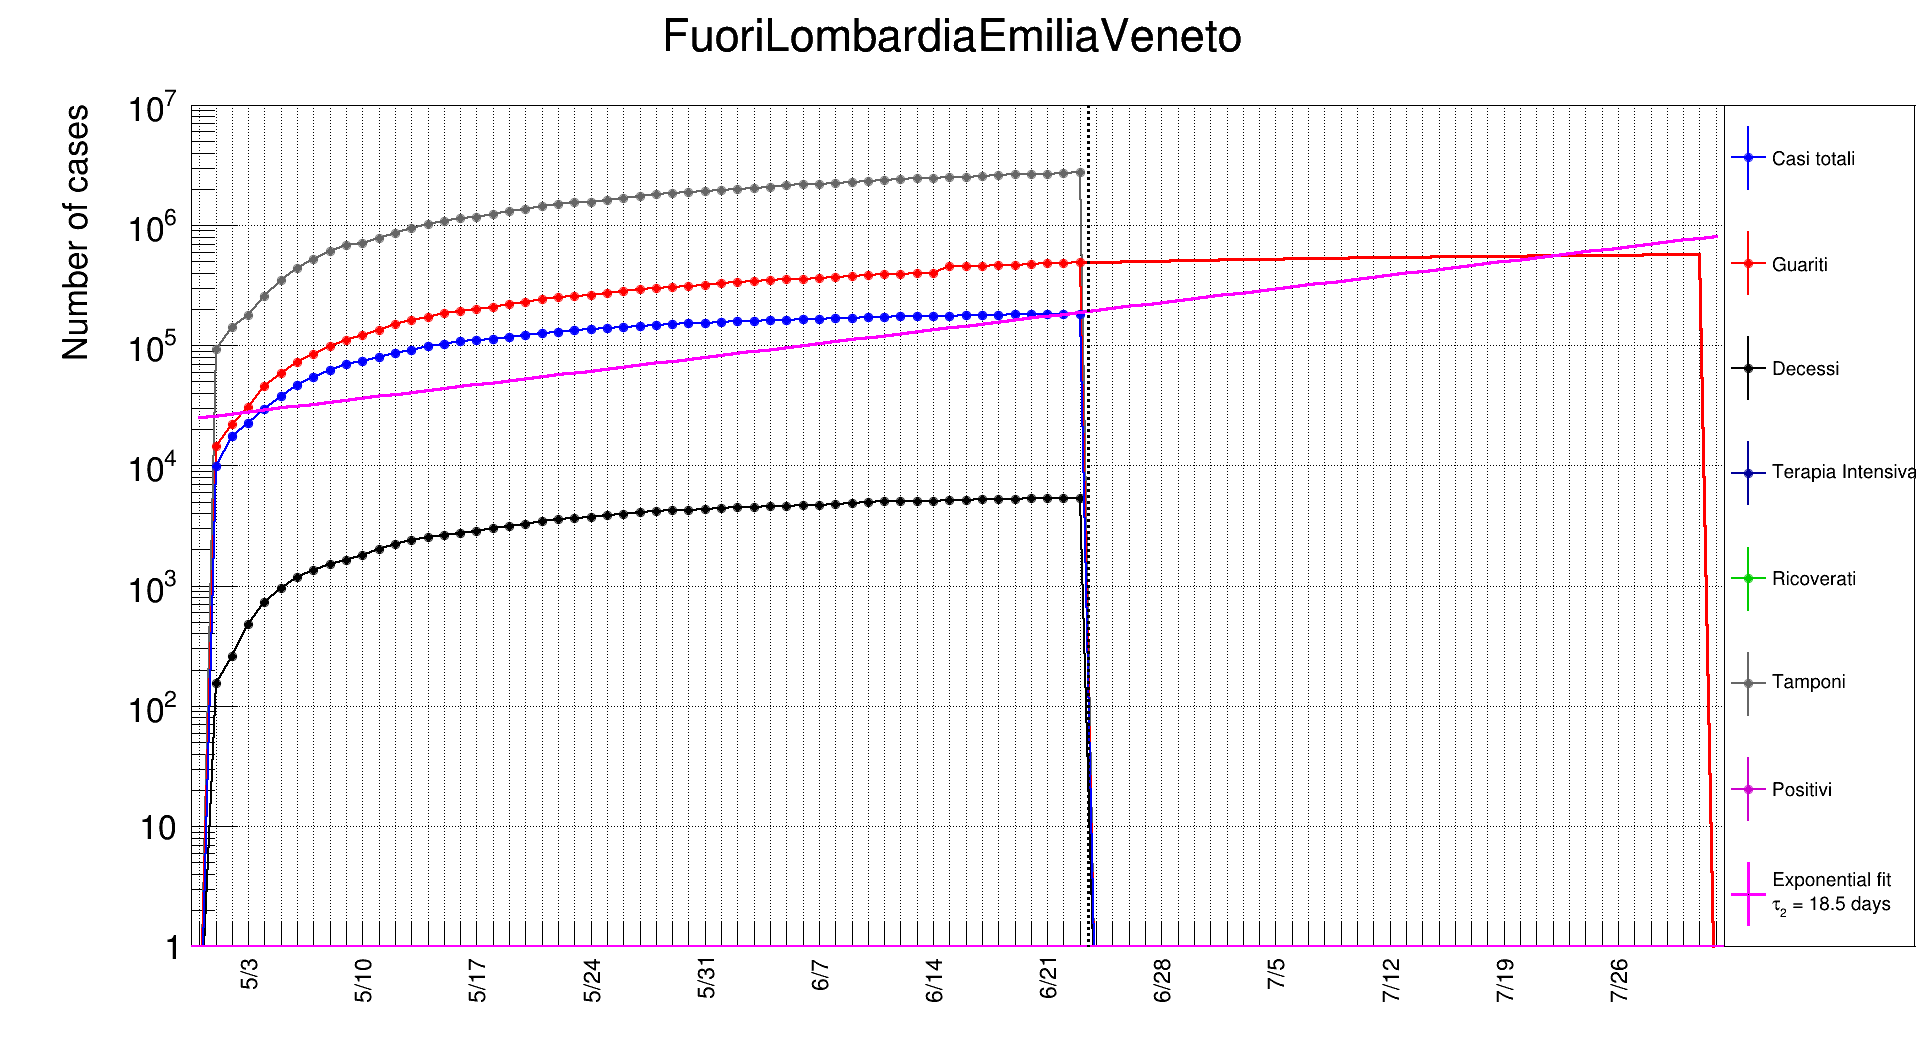 FuoriLombardiaEmiliaVeneto
Number of cases
10^7
10^6
10^5
10^4
10^3
10^2
10
1
5/3
5/10
5/17
5/24
5/31
6/7
6/14
6/21
6/28
7/5
7/12
7/19
7/26
Casi totali
Guariti
Decessi
Terapia Intensiva
Ricoverati
Tamponi
Positivi
Exponential fit
τ₂ = 18.5 days